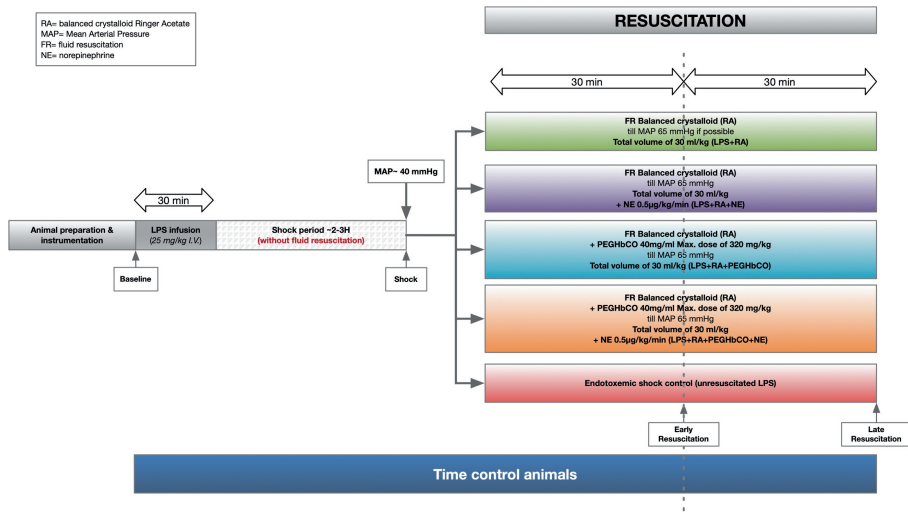 RA= balanced crystalloid Ringer Acetate
MAP= Mean Arterial Pressure
FR= fluid resuscitation
NE= norepinephrine
RESUSCITATION
30 min
30 min
FR Balanced crystalloid (RA)
till MAP 65 mmHg if possible
Total volume of 30 ml/kg (LPS+RA)
MAP~ 40 mmHg
FR Balanced crystalloid (RA)
till MAP 65 mmHg
Total volume of 30 ml/kg
+ NE 0.5µg/kg/min (LPS+RA+NE)
30 min
Animal preparation &
instrumentation
LPS infusion
(25 mg/kg I.V.)
Shock period ~2-3H
(without fluid resuscitation)
FR Balanced crystalloid (RA)
+ PEGHbCO 40mg/ml Max. dose of 320 mg/kg
till MAP 65 mmHg
Total volume of 30 ml/kg (LPS+RA+PEGHbCO)
Baseline
Shock
FR Balanced crystalloid (RA)
+ PEGHbCO 40mg/ml Max. dose of 320 mg/kg
till MAP 65 mmHg
Total volume of 30 ml/kg
+ NE 0.5µg/kg/min (LPS+RA+PEGHbCO+NE)
Endotoxemic shock control (unresuscitated LPS)
Early
Resuscitation
Late
Resuscitation
Time control animals